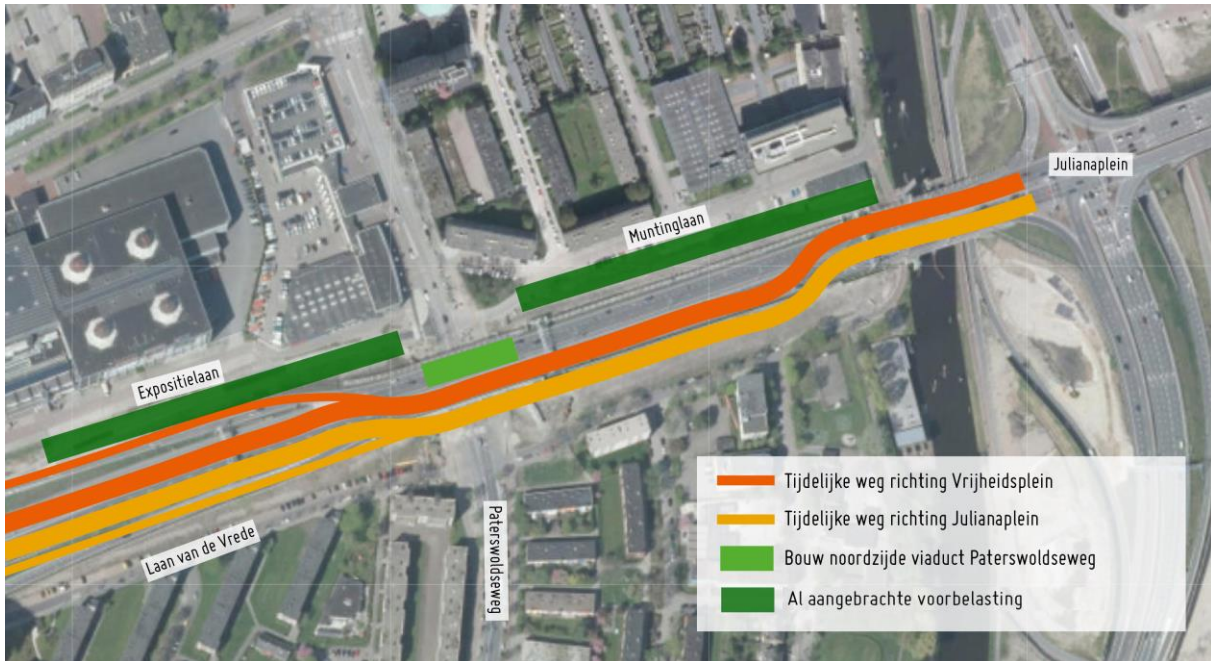 Julianaplein
Muntinglaan
Expositielaan
Laan van de Vrede
Paterswoldseweg
Tijdelijke weg richting Vrijheidsplein
Tijdelijke weg richting Julianaplein
Bouw noordzijde viaduct Paterswoldseweg
Al aangebrachte voorbelasting